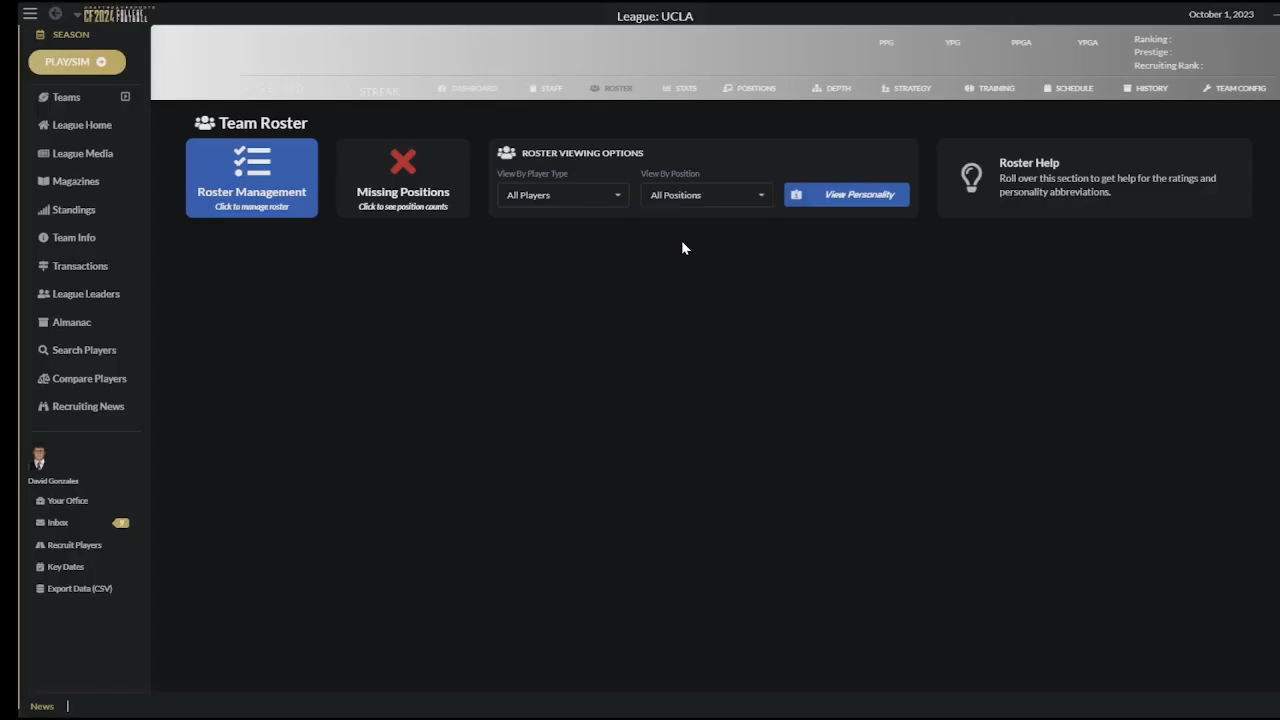 CF2024 COLLEGE FOOTBALL
League: UCLA
October 1, 2023
SEASON
PLAY/SIM
PPG
YPG
PPGA
YPGA
Ranking :
Prestige :
Recruiting Rank :
STREAK
DASHBOARD
STAFF
ROSTER
STATS
POSITIONS
DEPTH
STRATEGY
TRAINING
SCHEDULE
HISTORY
TEAM CONFIG
Teams
League Home
League Media
Magazines
Standings
Team Info
Transactions
League Leaders
Almanac
Search Players
Compare Players
Recruiting News
David Gonzales
Your Office
Inbox
9
Recruit Players
Key Dates
Export Data (CSV)
Team Roster
Roster Management
Click to manage roster
Missing Positions
Click to see position counts
ROSTER VIEWING OPTIONS
View By Player Type
View By Position
All Players
All Positions
View Personality
Roster Help
Roll over this section to get help for the ratings and
personality abbreviations.
News